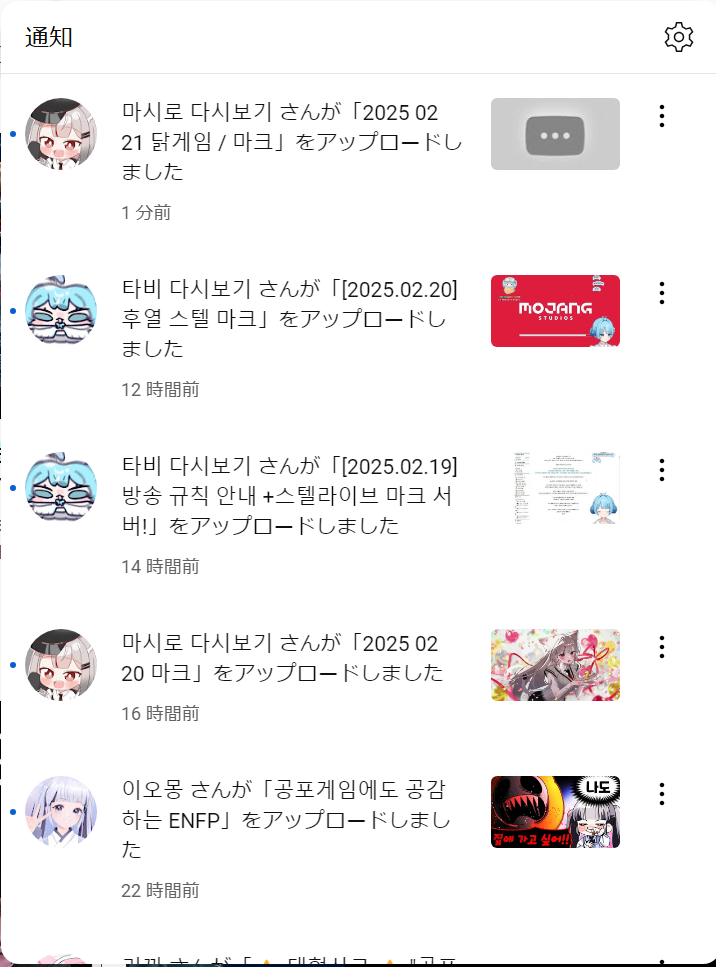 通知
마시로 다시보기 さんが「2025 02
21 닭게임 / 마크」をアップロードし
ました
1 分前
타비 다시보기 さんが「[2025.02.20]
후열 스텔 마크」をアップロードし
ました
MOJANG
STUDIOS
12 時間前
타비 다시보기 さんが「[2025.02.19]
방송 규칙 안내 +스텔라이브 마크 서
버!」をアップロードしました
14 時間前
마시로 다시보기 さんが「2025 02
20 마크」をアップロードしました
16 時間前
이오몽 さんが「공포게임에도 공감
하는 ENFP」をアップロードしまし
た
나도
집에 가고 싶어!!
22 時間前